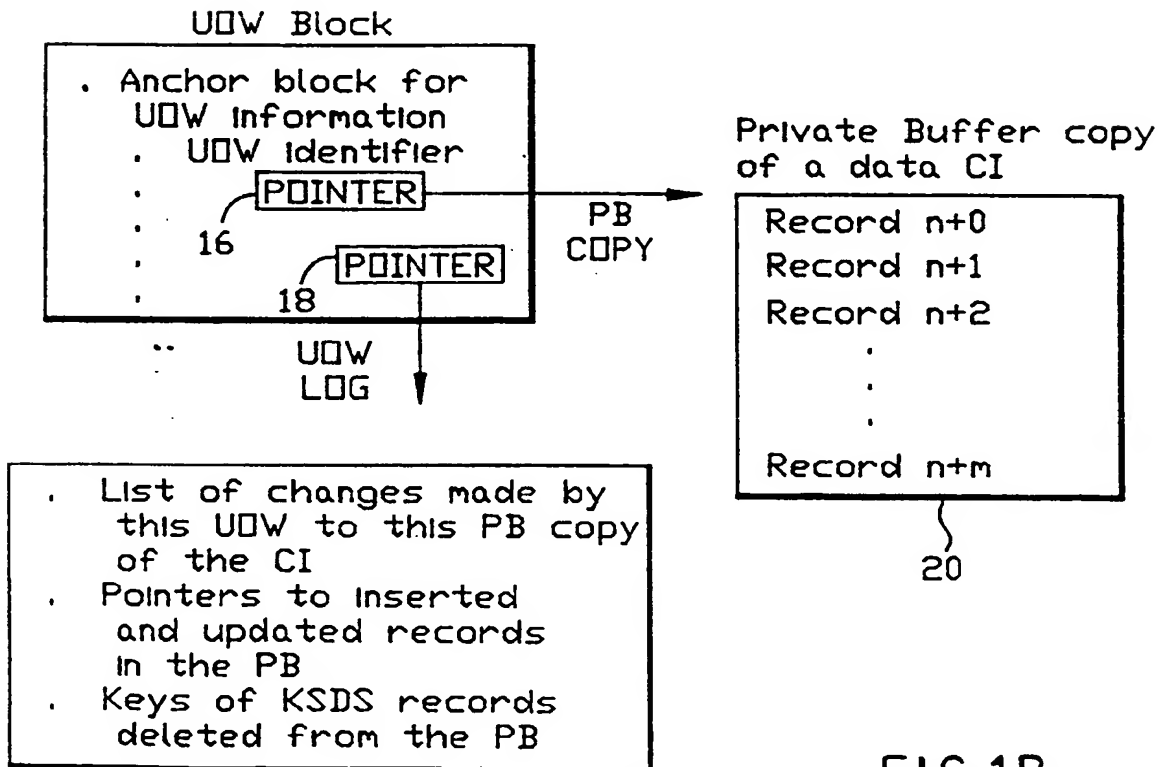 UOW Block
. Anchor block for
UOW information
. UOW identifier
POINTER
16
POINTER
18
PB
COPY
UOW
LOG
Private Buffer copy
of a data CI
Record n+0
Record n+1
Record n+2
.
.
.
Record n+m
20
. List of changes made by
this UOW to this PB copy
of the CI
. Pointers to inserted
and updated records
in the PB
. Keys of KSDS records
deleted from the PB